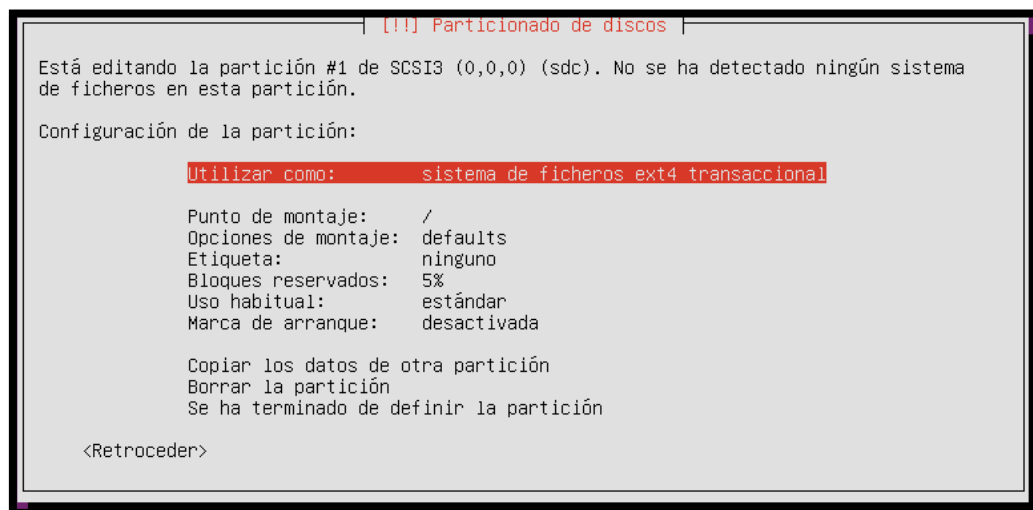 [!!] Particionado de discos
Está editando la partición #1 de SCSI3 (0,0,0) (sdc). No se ha detectado ningún sistema
de ficheros en esta partición.
Configuración de la partición:
Utilizar como: sistema de ficheros ext4 transaccional
Punto de montaje: /
Opciones de montaje: defaults
Etiqueta: ninguno
Bloques reservados: 5%
Uso habitual: estándar
Marca de arranque: desactivada
Copiar los datos de otra partición
Borrar la partición
Se ha terminado de definir la partición
<Retroceder>